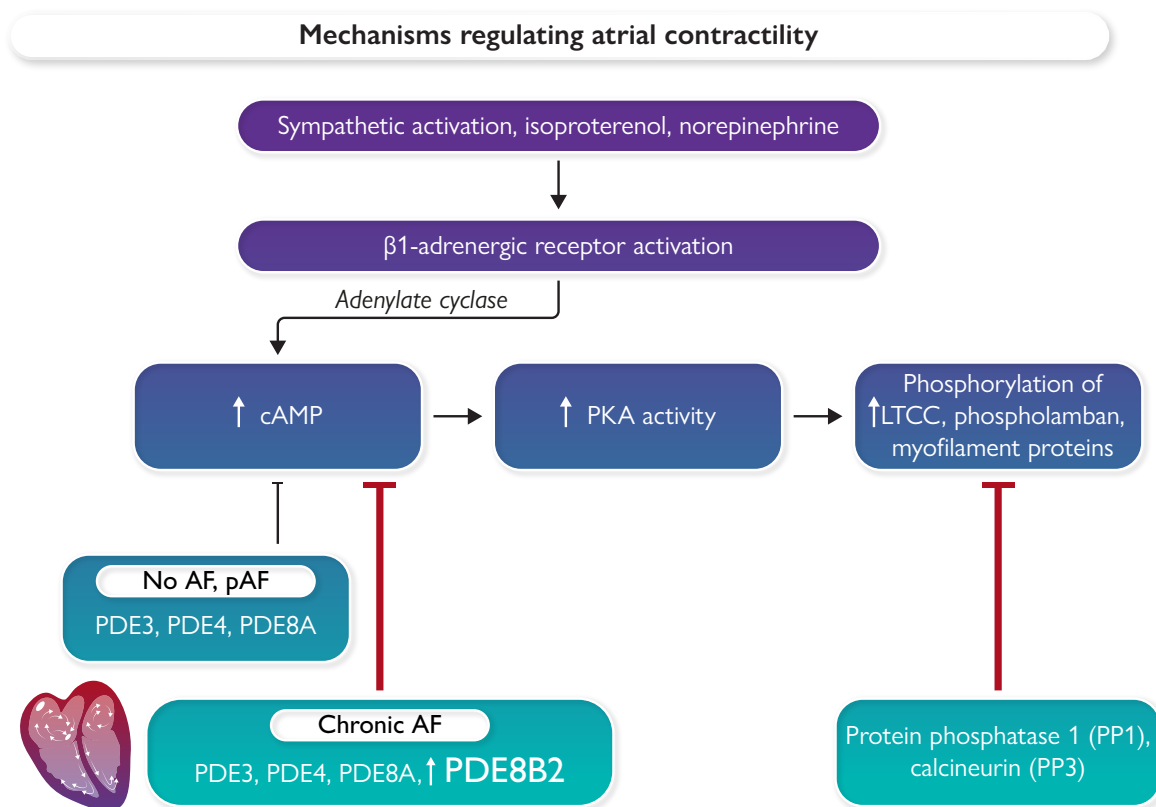 Mechanisms regulating atrial contractility
Sympathetic activation, isoproterenol, norepinephrine
β1-adrenergic receptor activation
Adenylate cyclase
↑ cAMP
↑ PKA activity
Phosphorylation of
↑LTCC, phospholamban,
myofilament proteins
No AF, pAF
PDE3, PDE4, PDE8A
Chronic AF
PDE3, PDE4, PDE8A,↑ PDE8B2
Protein phosphatase 1 (PP1),
calcineurin (PP3)